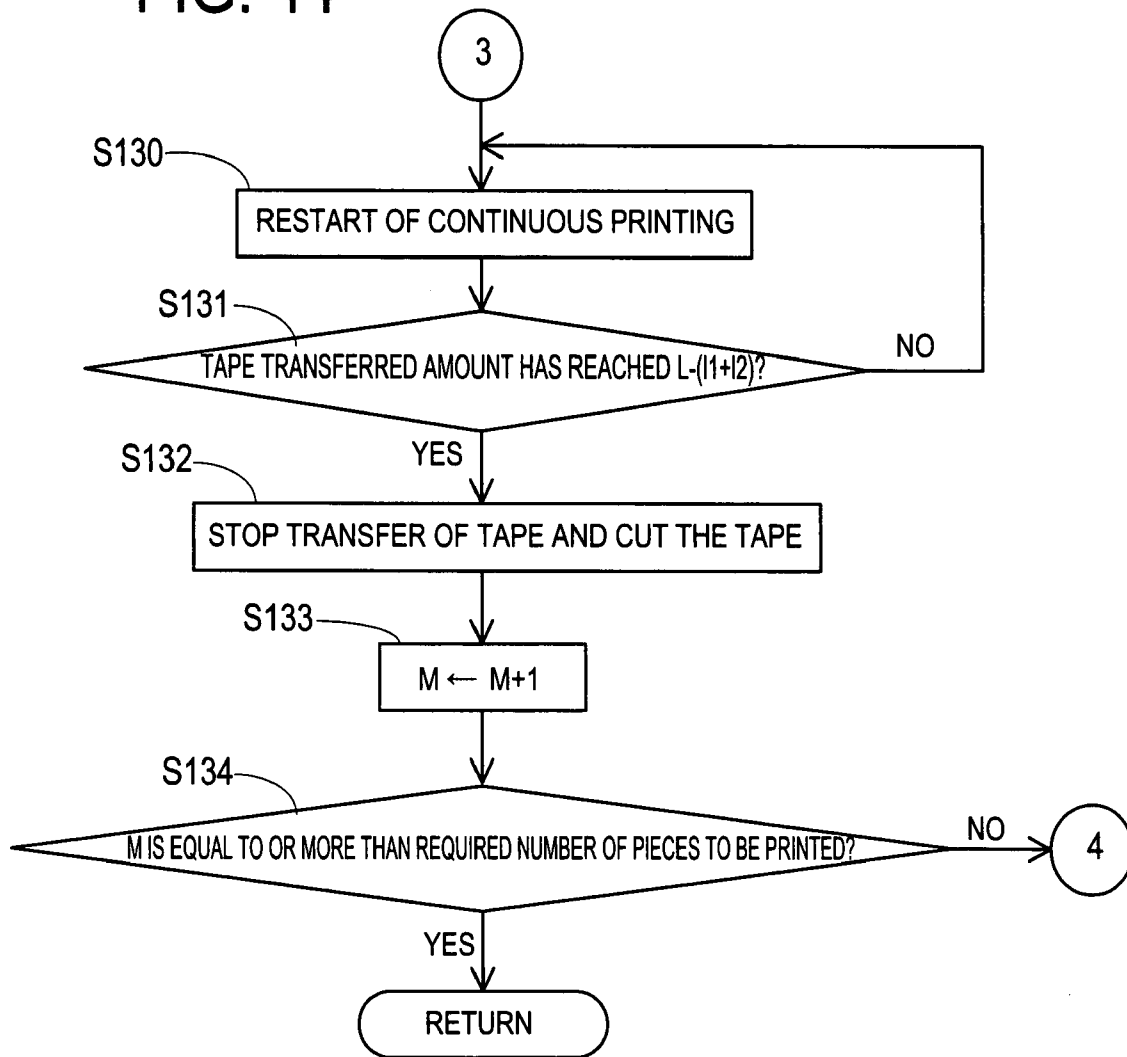 FIG.
3
S130
RESTART OF CONTINUOUS PRINTING
S131
TAPE TRANSFERRED AMOUNT HAS REACHED L-(l1+l2)?
NO
YES
S132
STOP TRANSFER OF TAPE AND CUT THE TAPE
S133
M ← M+1
S134
M IS EQUAL TO OR MORE THAN REQUIRED NUMBER OF PIECES TO BE PRINTED?
NO
4
YES
RETURN